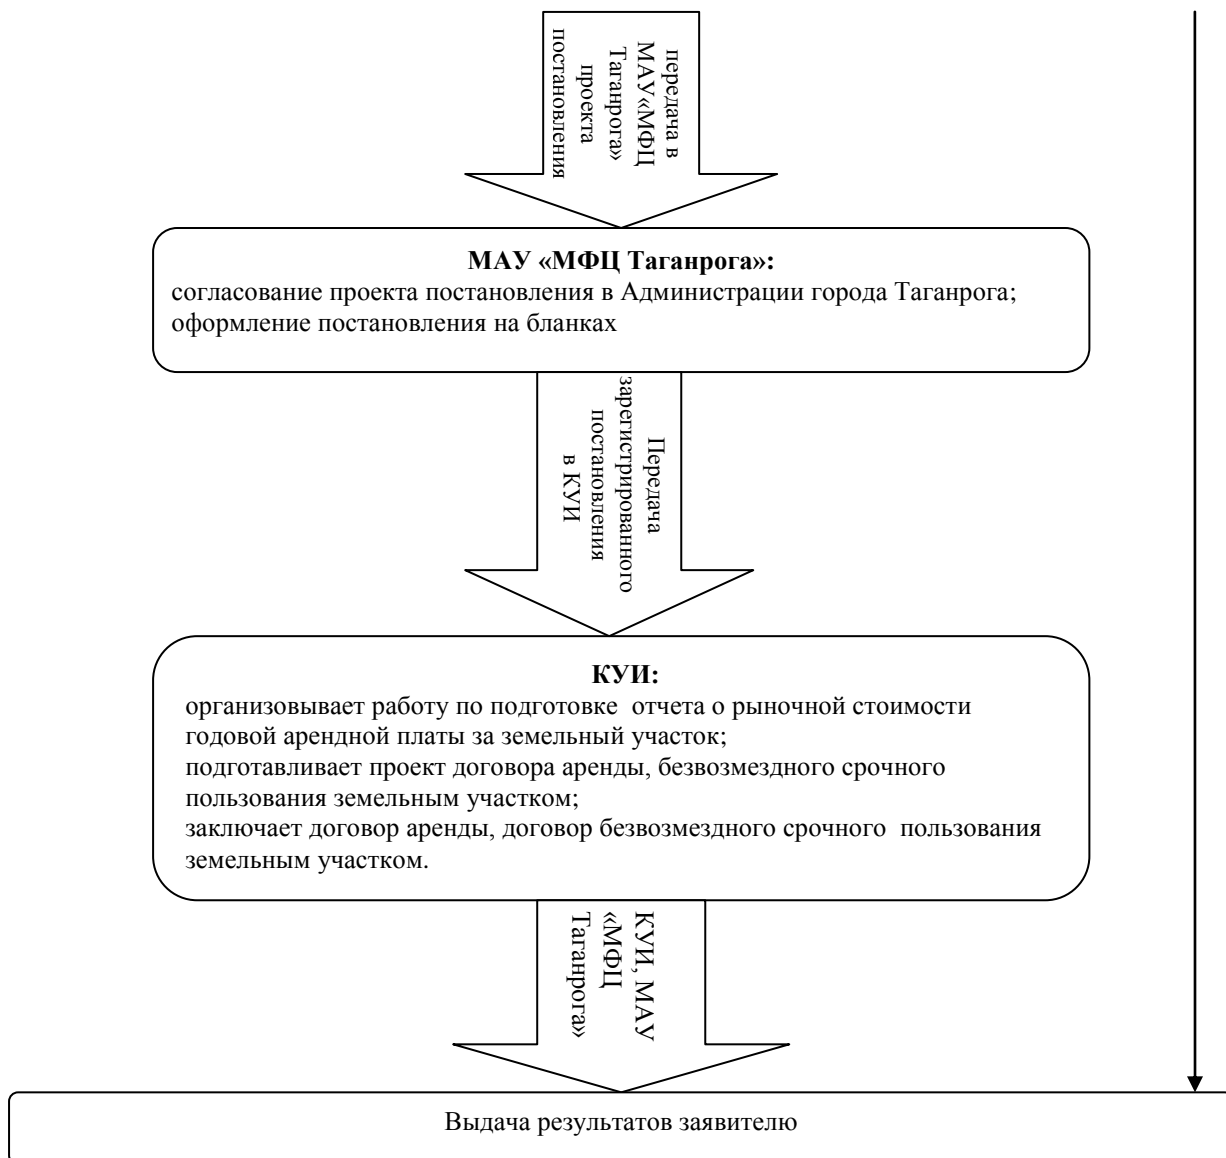 передача в
МАУ«МФЦ
Таганрога»
проекта
постановления
МАУ «МФЦ Таганрога»:
согласование проекта постановления в Администрации города Таганрога;
оформление постановления на бланках
Передача
зарегистрированного
постановления
в КУИ
КУИ:
организовывает работу по подготовке отчета о рыночной стоимости
годовой арендной платы за земельный участок;
подготавливает проект договора аренды, безвозмездного срочного
пользования земельным участком;
заключает договор аренды, договор безвозмездного срочного пользования
земельным участком.
КУИ, МАУ
«МФЦ
Таганрога»
Выдача результатов заявителю